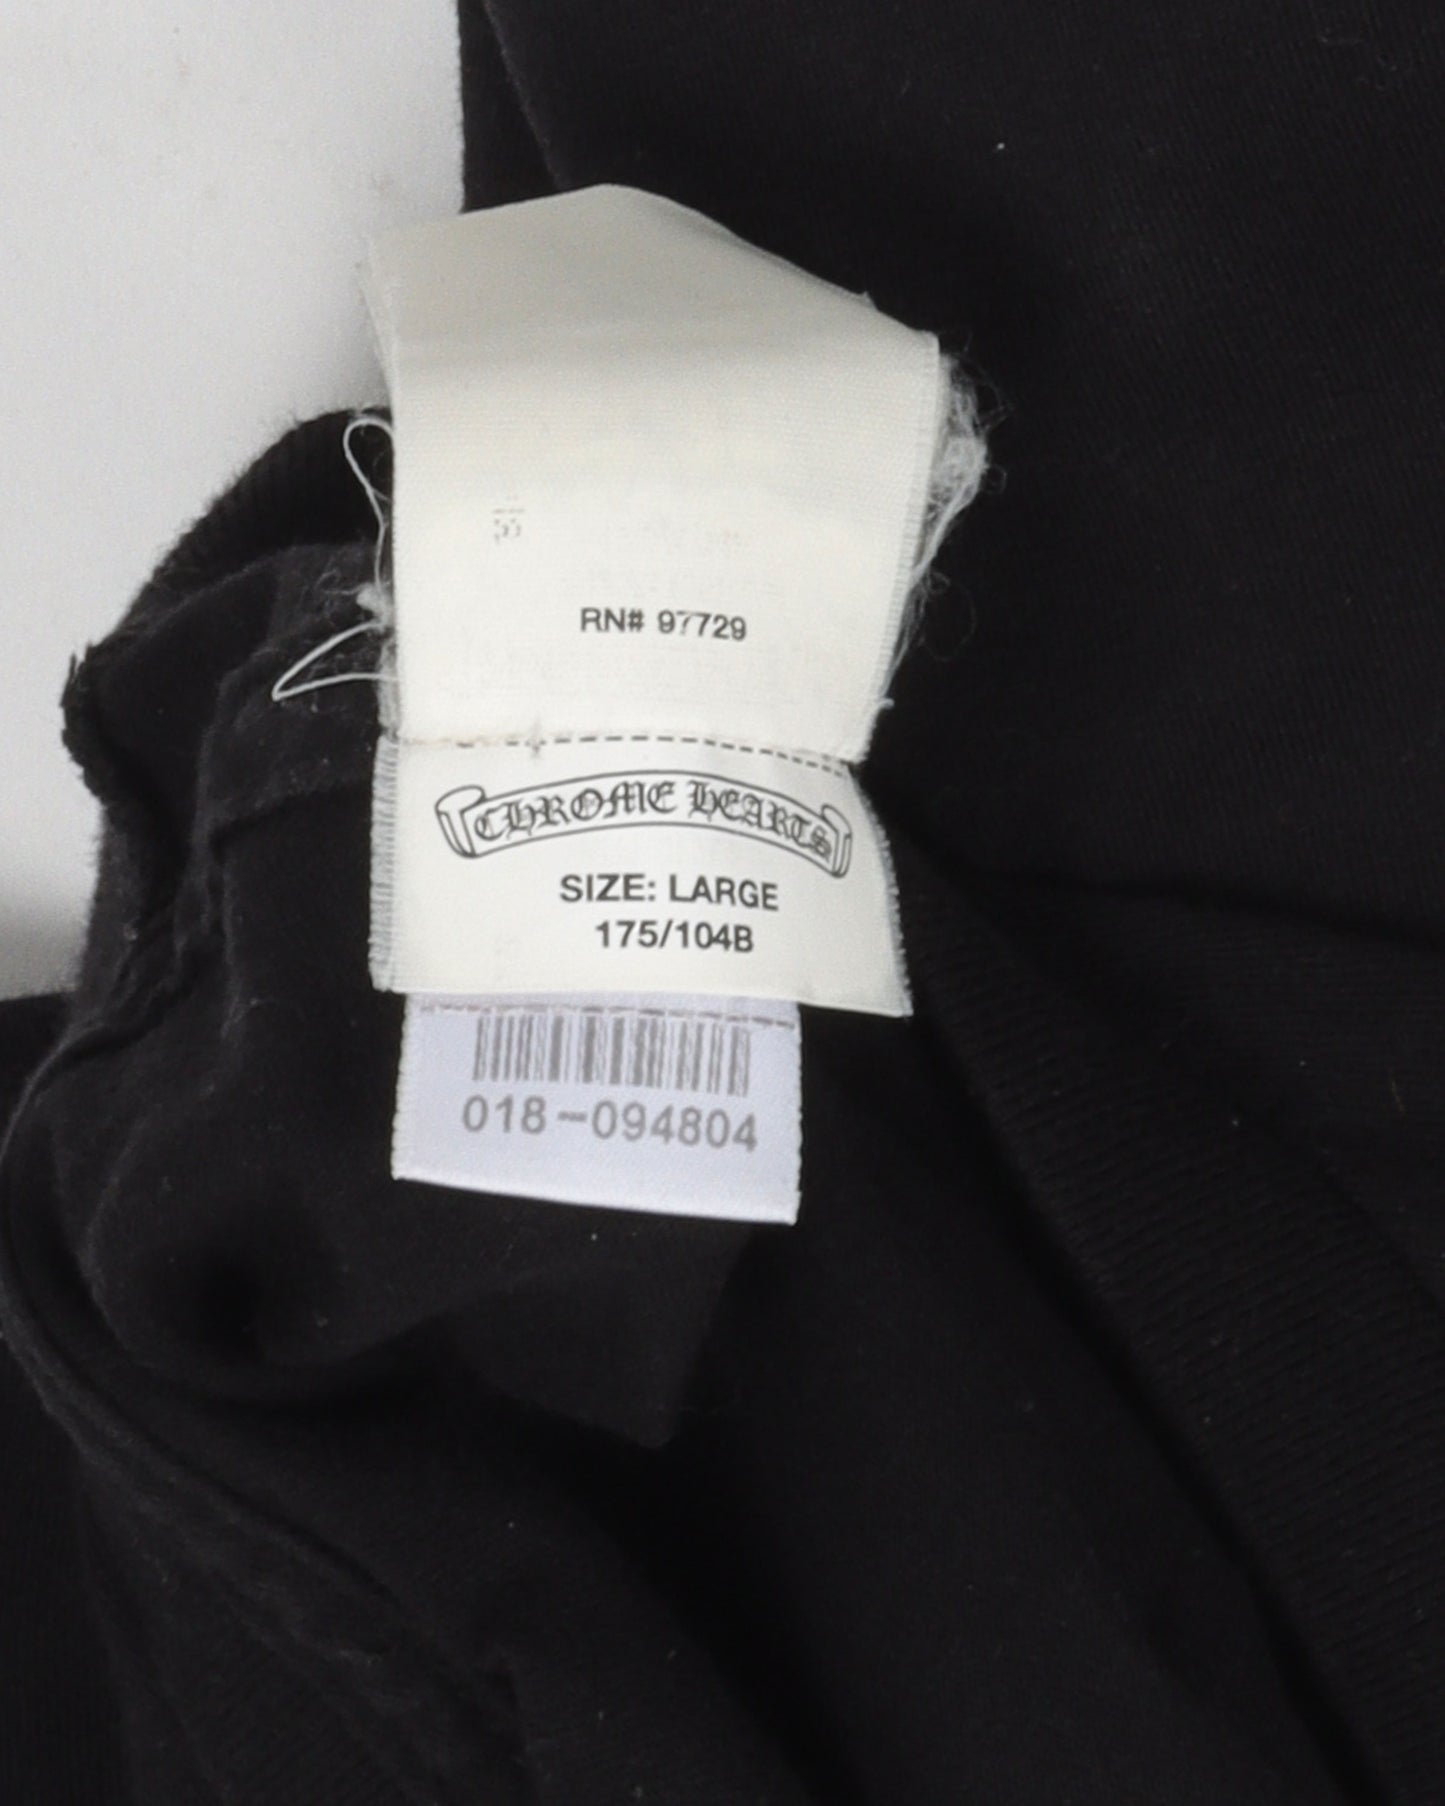 RN# 97729
CHROME HEARTS
SIZE: LARGE
175/104B
018-094804